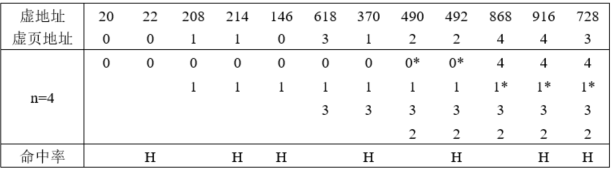 虚地址 20 22 208 214 146 618 370 490 492 868 916 728
虚页地址 0 0 1 1 0 3 1 2 2 4 4 3
n=4
0 0 0 0 0 0 0 0* 0* 4 4 4
1 1 1 1 1 1 1 1* 1* 1*
3 3 3 3 3 3 3
2 2 2 2 2
命中率 H H H H H H H